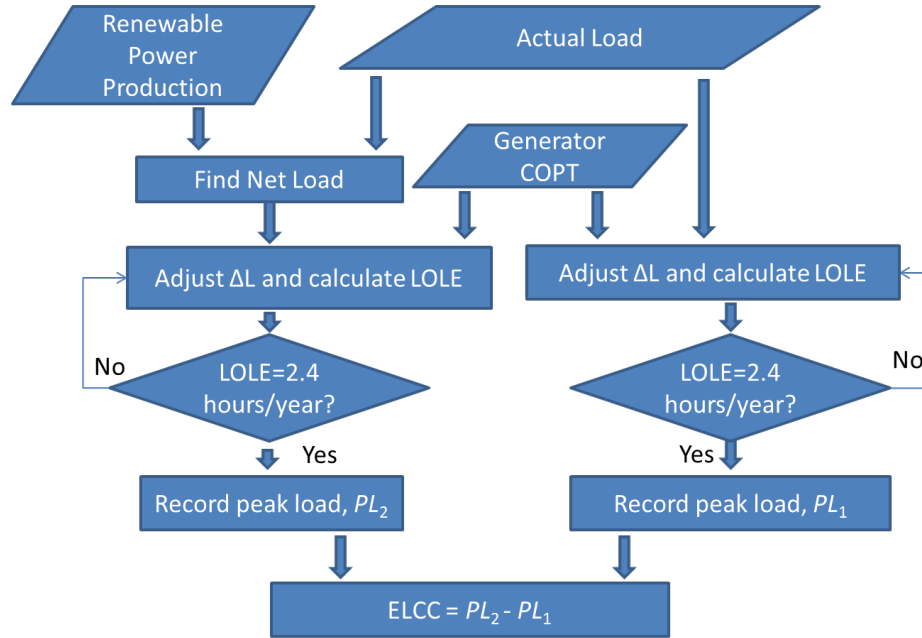 Renewable
Power
Production
Actual Load
Generator
COPT
Find Net Load
Adjust ΔL and calculate LOLE
Adjust ΔL and calculate LOLE
No
LOLE=2.4
hours/year?
LOLE=2.4
hours/year?
No
Yes
Yes
Record peak load, PL₂
Record peak load, PL₁
ELCC = PL₂ - PL₁